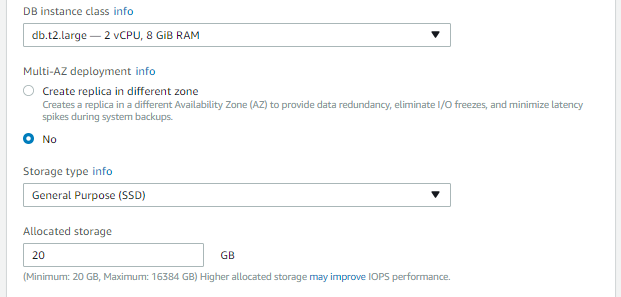 DB instance class info
db.t2.large — 2 vCPU, 8 GiB RAM
Multi-AZ deployment info
Create replica in different zone
Creates a replica in a different Availability Zone (AZ) to provide data redundancy, eliminate I/O freezes, and minimize latency
spikes during system backups.
No
Storage type info
General Purpose (SSD)
Allocated storage
20 GB
(Minimum: 20 GB, Maximum: 16384 GB) Higher allocated storage may improve IOPS performance.